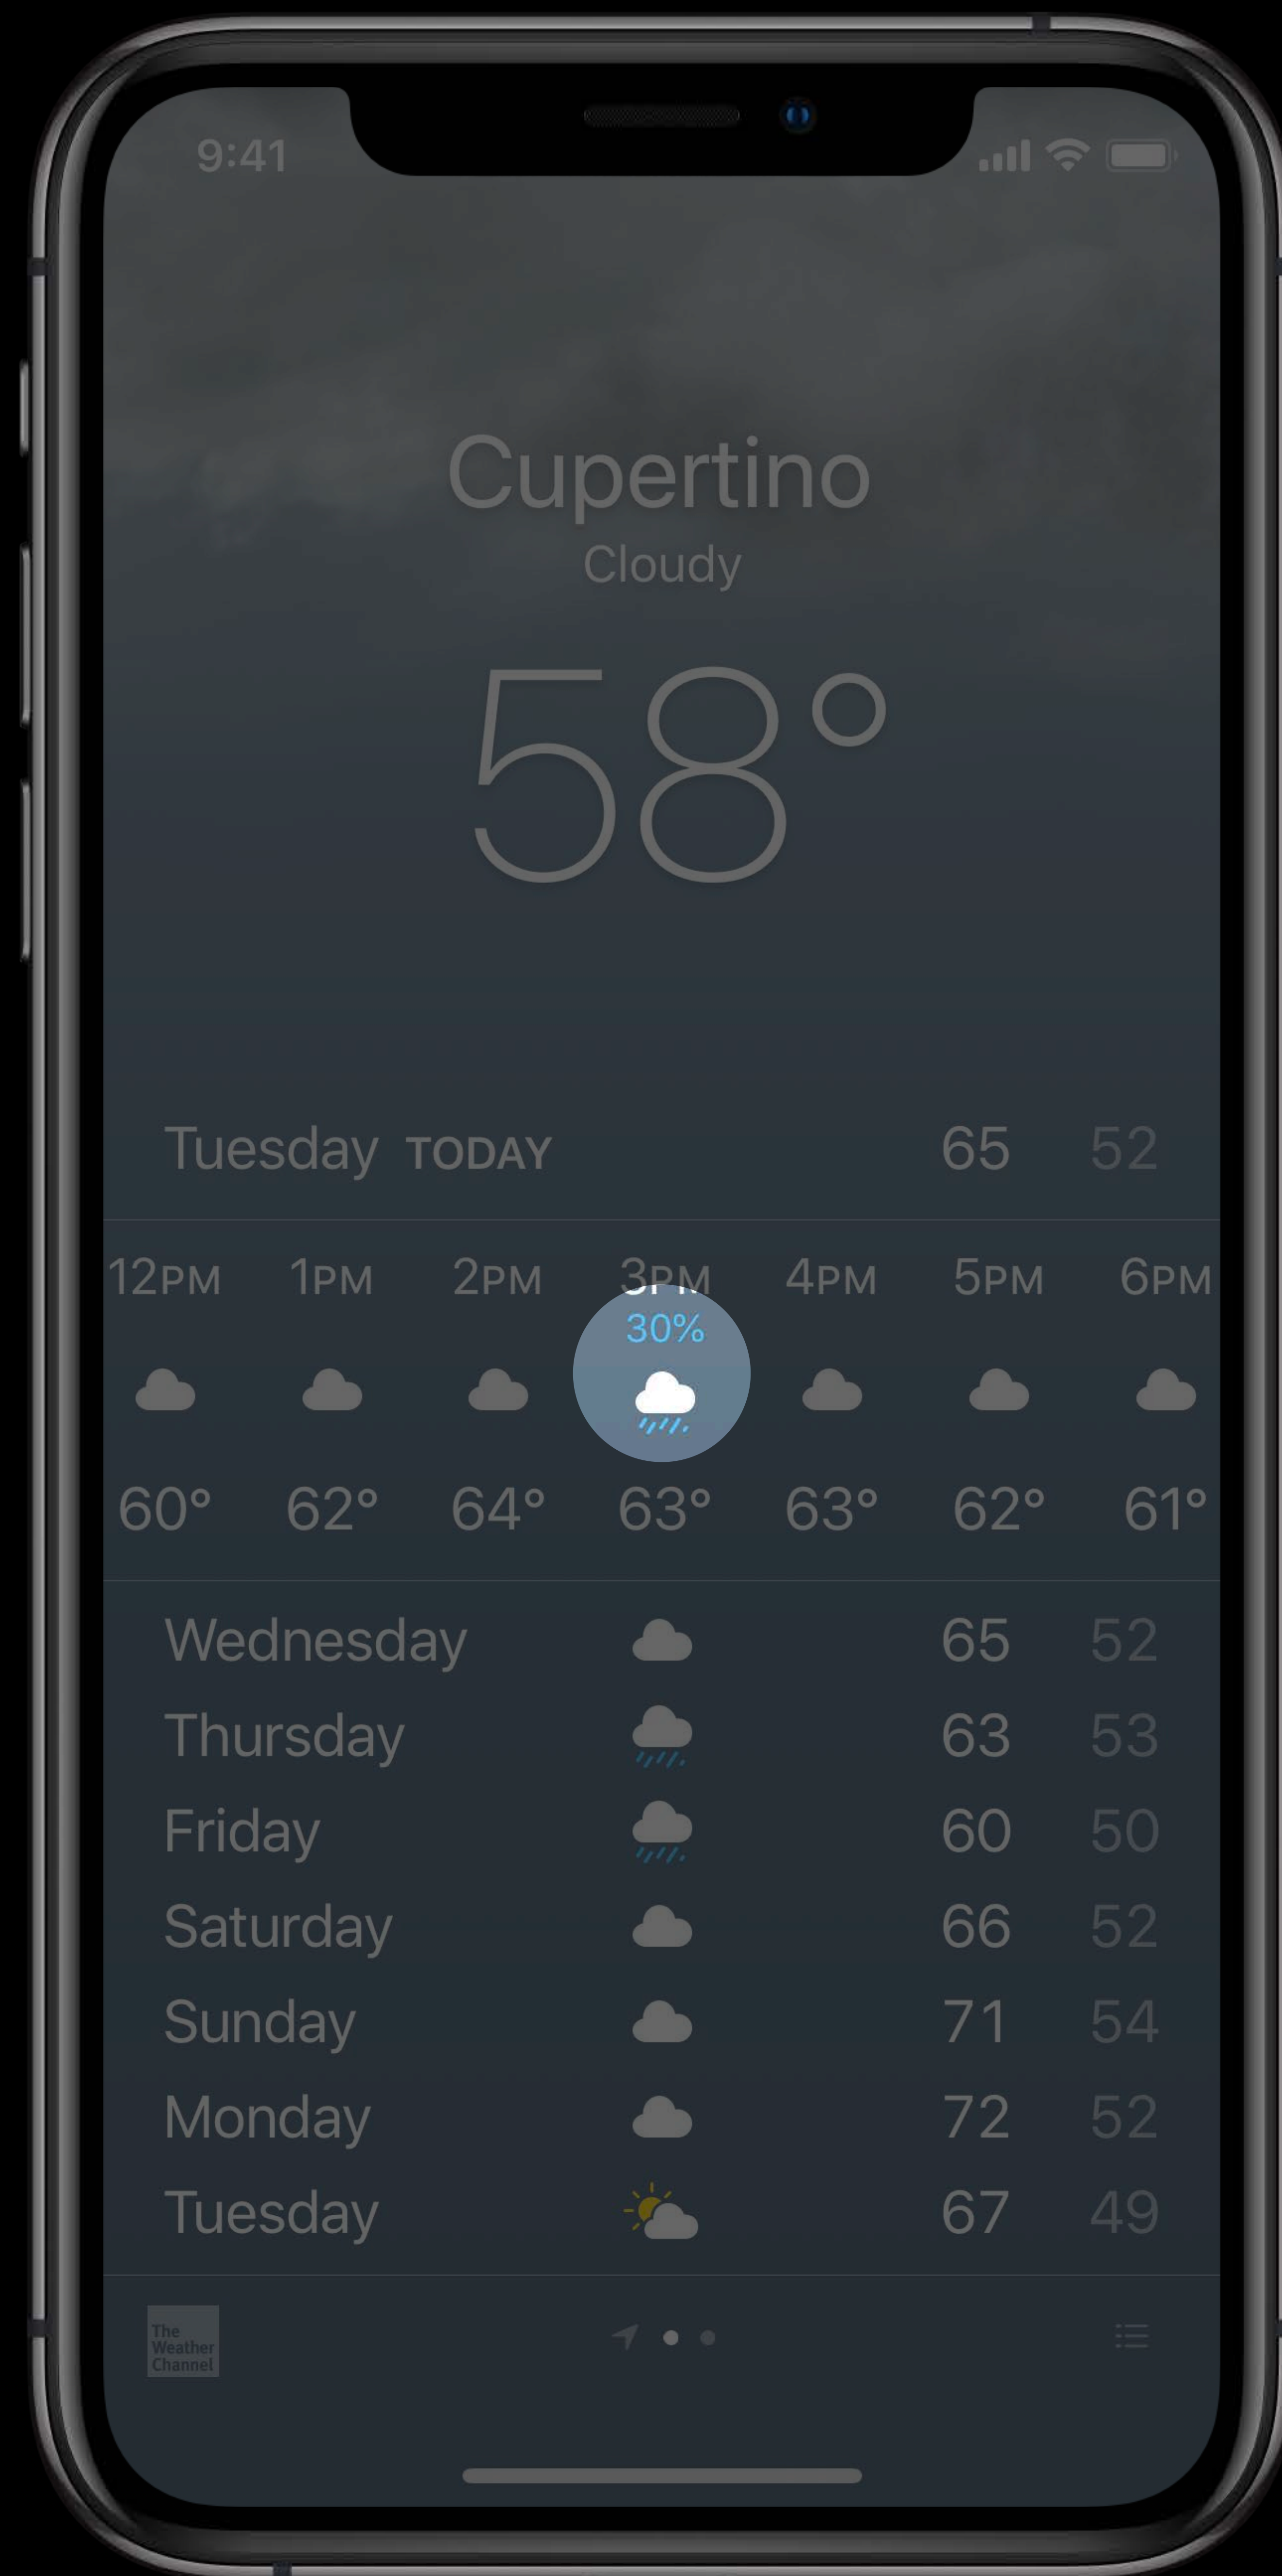 9:41
Cupertino
Cloudy
58°
Tuesday TODAY 65 52
12PM 1PM 2PM 3PM 4PM 5PM 6PM
30%
60° 62° 64° 63° 63° 62° 61°
Wednesday 65 52
Thursday 63 53
Friday 60 50
Saturday 66 52
Sunday 71 54
Monday 72 52
Tuesday 67 49
The
Weather
Channel